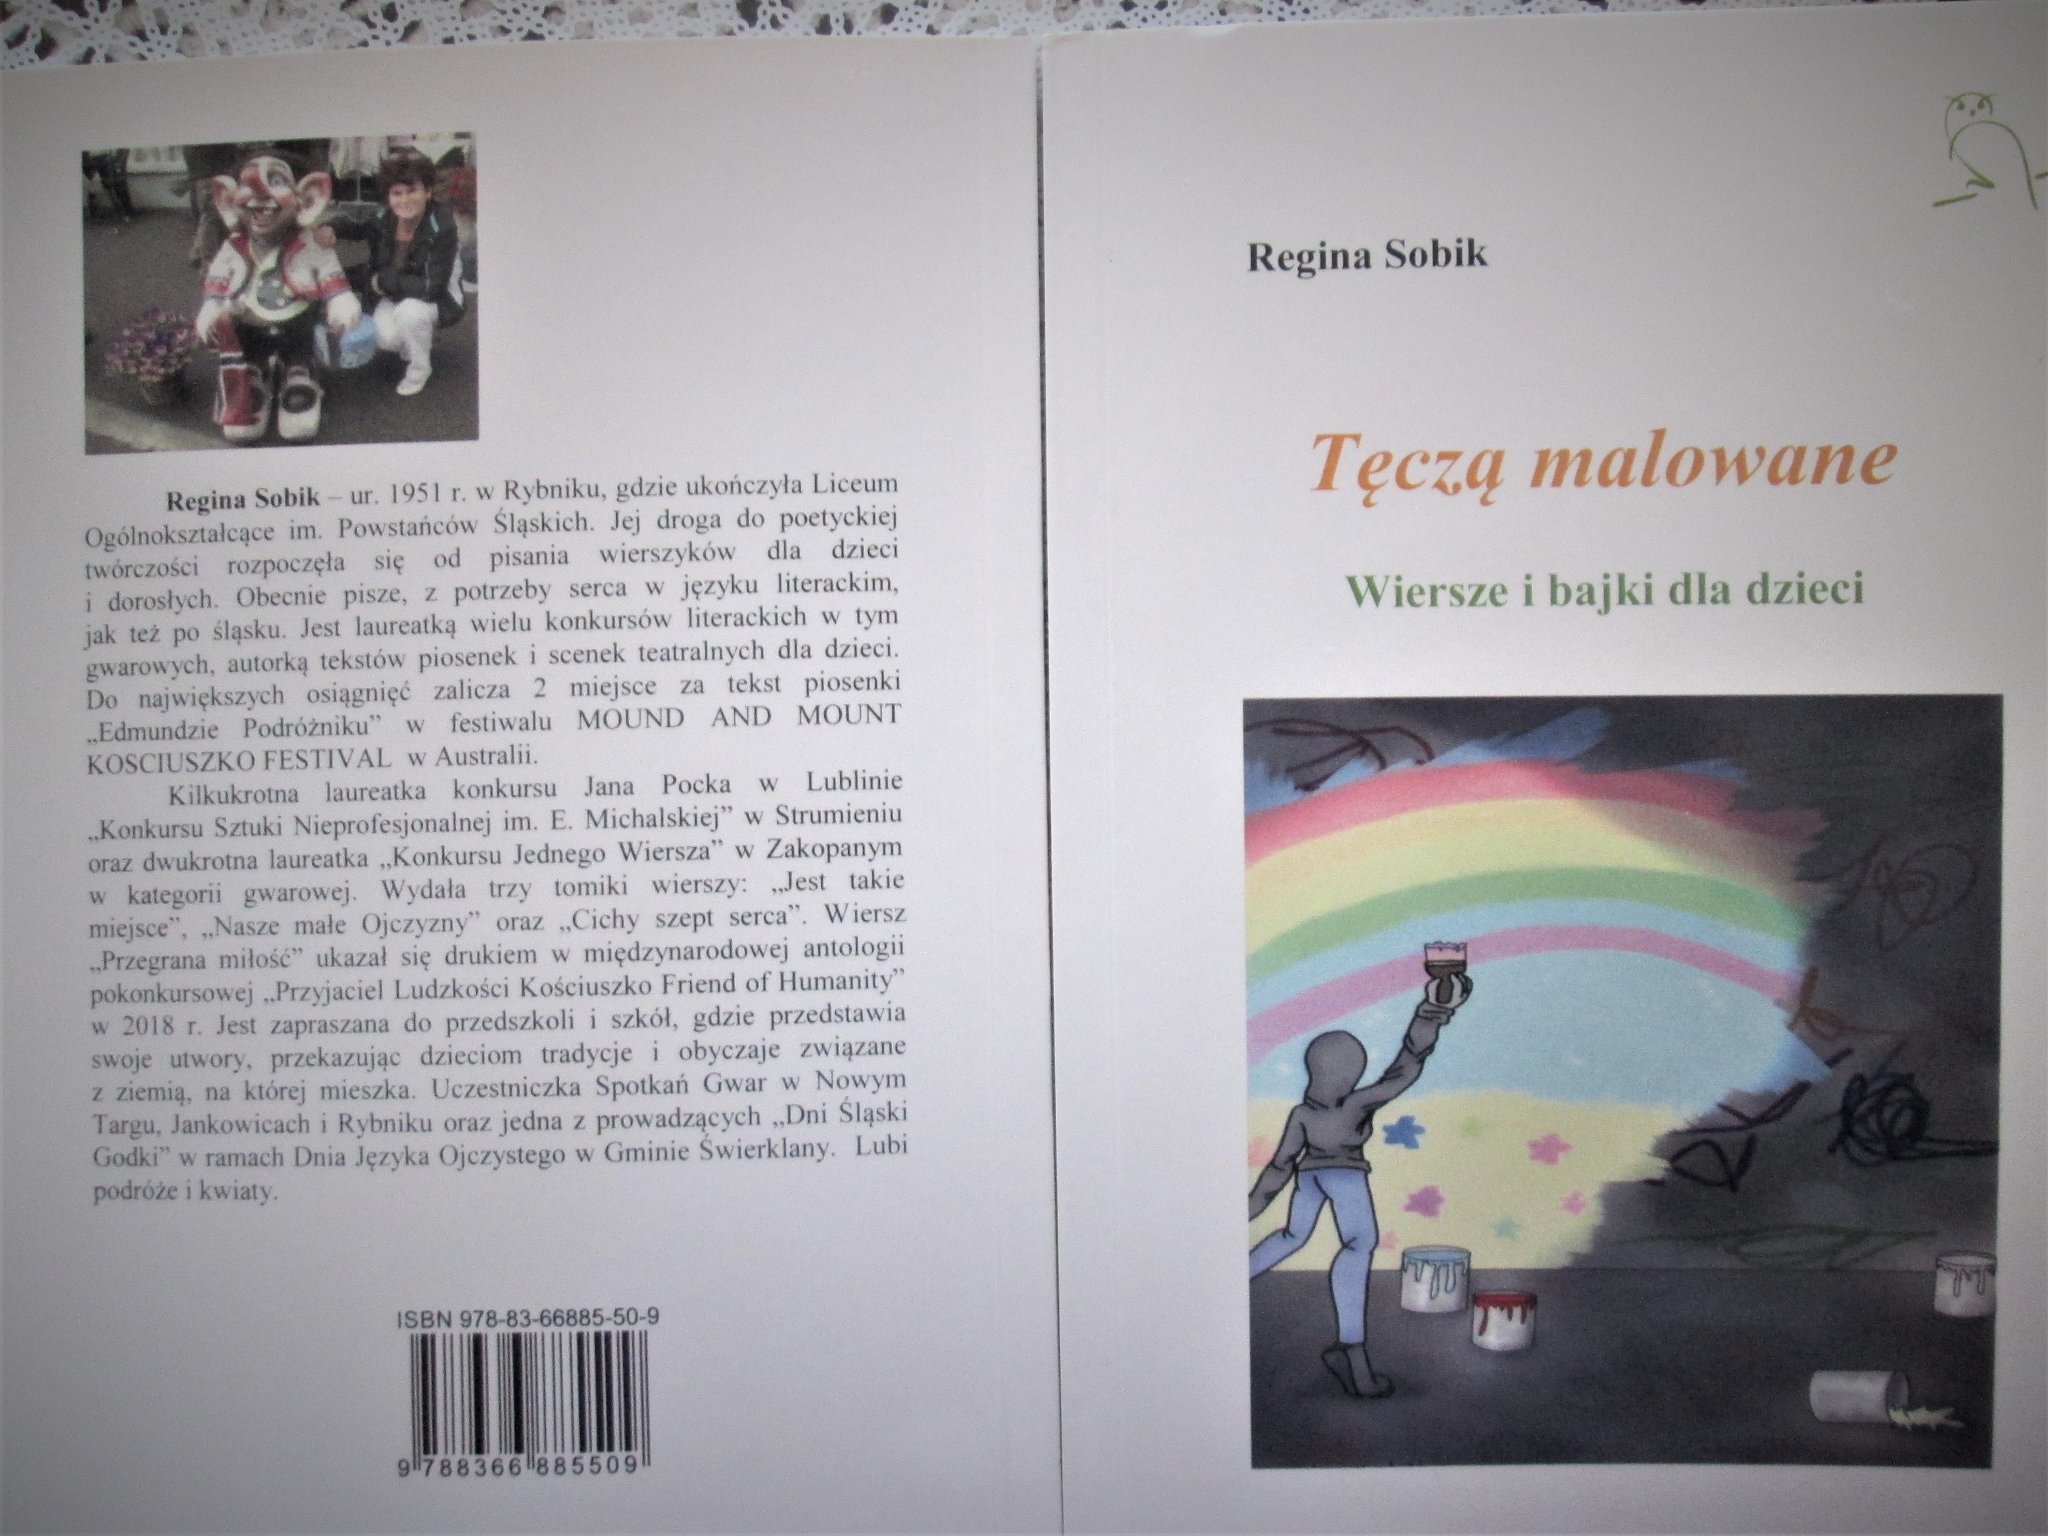 Regina Sobik – ur. 1951 r. w Rybniku, gdzie ukończyła Liceum
Ogólnokształcące im. Powstańców Śląskich. Jej droga do poetyckiej
twórczości rozpoczęła się od pisania wierszyków dla dzieci
i dorosłych. Obecnie pisze, z potrzeby serca w języku literackim,
jak też po śląsku. Jest laureatką wielu konkursów literackich w tym
gwarowych, autorką tekstów piosenek i scenek teatralnych dla dzieci.
Do największych osiągnięć zalicza 2 miejsce za tekst piosenki
„Edmundzie Podróżniku” w festiwalu MOUND AND MOUNT
KOSCIUSZKO FESTIVAL w Australii.
Kilkukrotna laureatka konkursu Jana Pocka w Lublinie
„Konkursu Sztuki Nieprofesjonalnej im. E. Michalskiej” w Strumieniu
oraz dwukrotna laureatka „Konkursu Jednego Wiersza” w Zakopanym
w kategorii gwarowej. Wydała trzy tomiki wierszy: „Jest takie
miejsce”, „Nasze małe Ojczyzny” oraz „Cichy szept serca”. Wiersz
„Przegrana miłość” ukazał się drukiem w międzynarodowej antologii
pokonkursowej „Przyjaciel Ludzkości Kościuszko Friend of Humanity”
w 2018 r. Jest zapraszana do przedszkoli i szkół, gdzie przedstawia
swoje utwory, przekazując dzieciom tradycje i obyczaje związane
z ziemią, na której mieszka. Uczestniczka Spotkań Gwar w Nowym
Targu, Jankowicach i Rybniku oraz jedna z prowadzących „Dni Śląski
Godki” w ramach Dnia Języka Ojczystego w Gminie Świerklany. Lubi
podróże i kwiaty.
ISBN 978-83-66885-50-9
9 788366 885509
Regina Sobik
Tęczą malowane
Wiersze i bajki dla dzieci